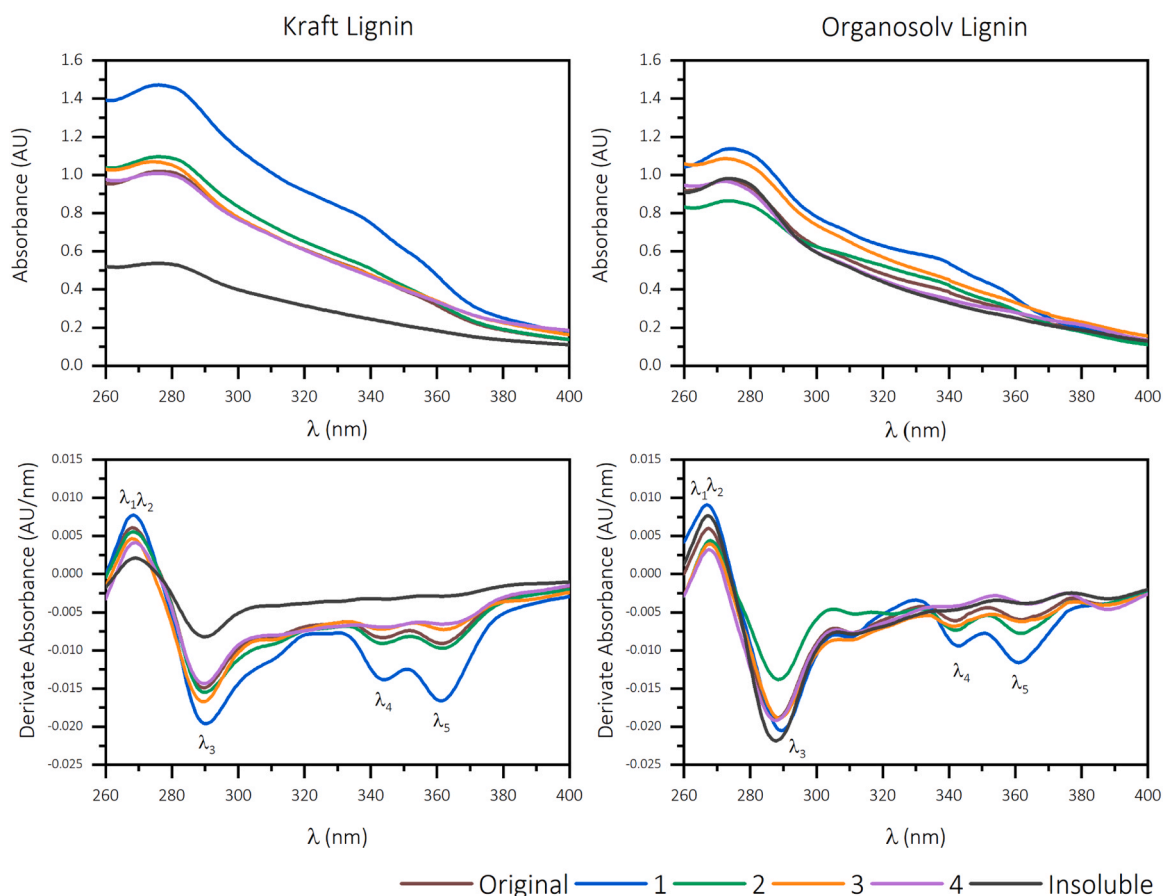 Kraft Lignin
Organosolv Lignin
Absorbance (AU)
1.6
1.4
1.2
1.0
0.8
0.6
0.4
0.2
0.0
260 280 300 320 340 360 380 400
λ (nm)
Absorbance (AU)
1.6
1.4
1.2
1.0
0.8
0.6
0.4
0.2
0.0
260 280 300 320 340 360 380 400
λ (nm)
Derivate Absorbance (AU/nm)
0.015
0.010
0.005
0.000
-0.005
-0.010
-0.015
-0.020
-0.025
λ₁λ₂
λ₃
λ₄
λ₅
260 280 300 320 340 360 380 400
λ (nm)
Derivate Absorbance (AU/nm)
0.015
0.010
0.005
0.000
-0.005
-0.010
-0.015
-0.020
-0.025
λ₁λ₂
λ₃
λ₄
λ₅
260 280 300 320 340 360 380 400
λ (nm)
Original 1 2 3 4 Insoluble